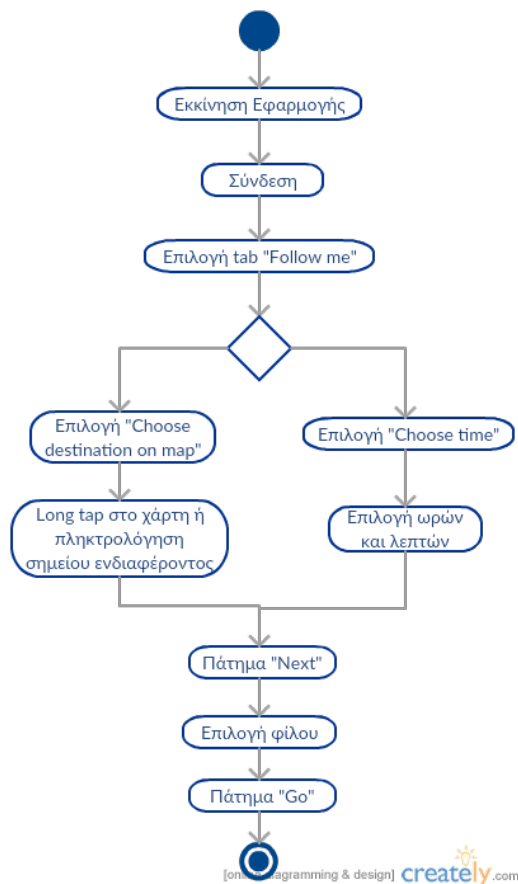 Εκκίνηση Εφαρμογής
Σύνδεση
Επιλογή tab "Follow me"
Επιλογή "Choose
destination on map"
Long tap στο χάρτη ή
πληκτρολόγηση
σημείου ενδιαφέροντος
Επιλογή "Choose time"
Επιλογή ωρών
και λεπτών
Πάτημα "Next"
Επιλογή φίλου
Πάτημα "Go"
& design]
creately.com